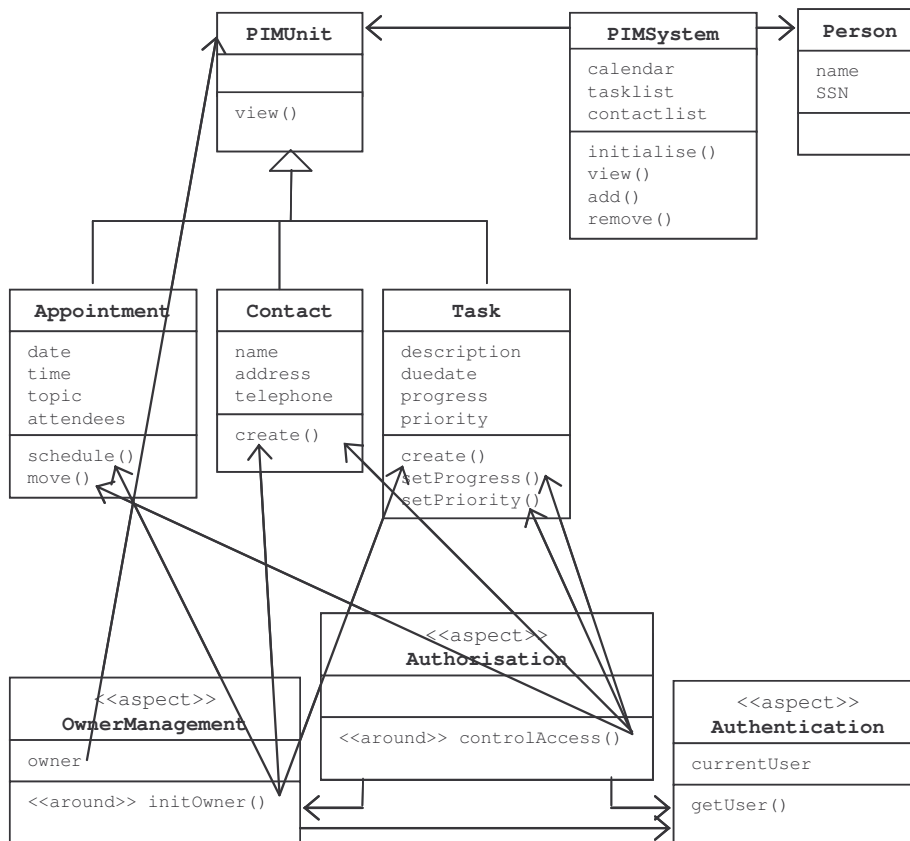 PIMUnit
view()
PIMSystem
calendar
tasklist
contactlist
initialise()
view()
add()
remove()
Person
name
SSN
Appointment
date
time
topic
attendees
schedule()
move()
Contact
name
address
telephone
create()
Task
description
duedate
progress
priority
create()
setProgress()
setPriority()
<<aspect>>
Authorisation
<<around>> controlAccess()
<<aspect>>
OwnerManagement
owner
<<around>> initOwner()
<<aspect>>
Authentication
currentUser
getUser()